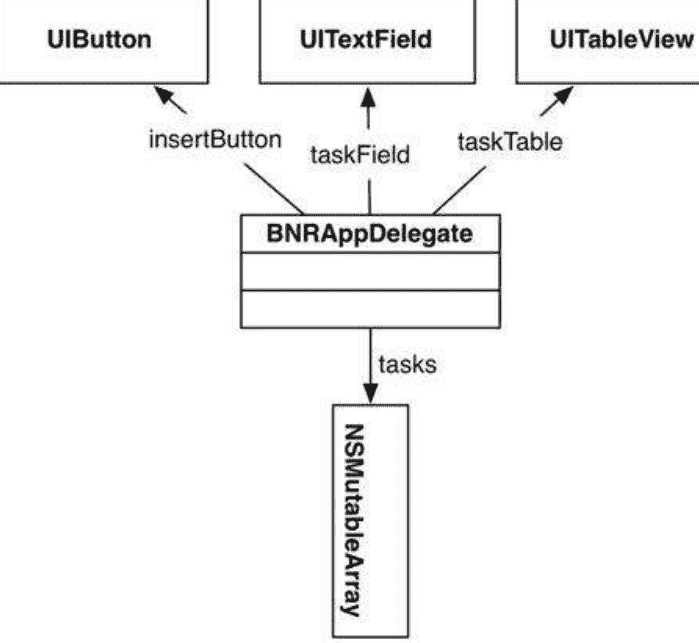 UIButton
UITextField
UITableView
insertButton
taskField
taskTable
BNRAppDelegate
tasks
NSMutableArray